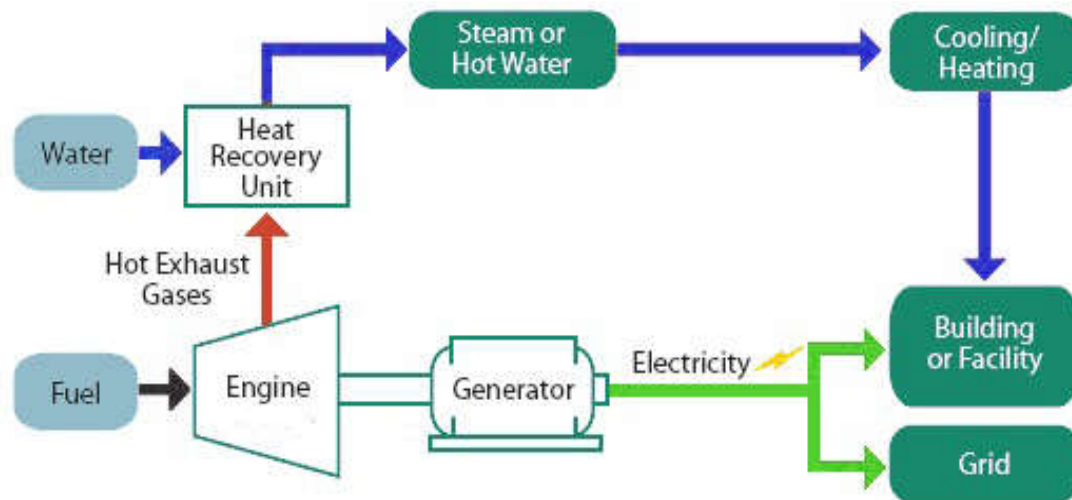 Steam or
Hot Water
Cooling/
Heating
Water
Heat
Recovery
Unit
Hot Exhaust
Gases
Fuel
Engine
Generator
Electricity
Building
or Facility
Grid